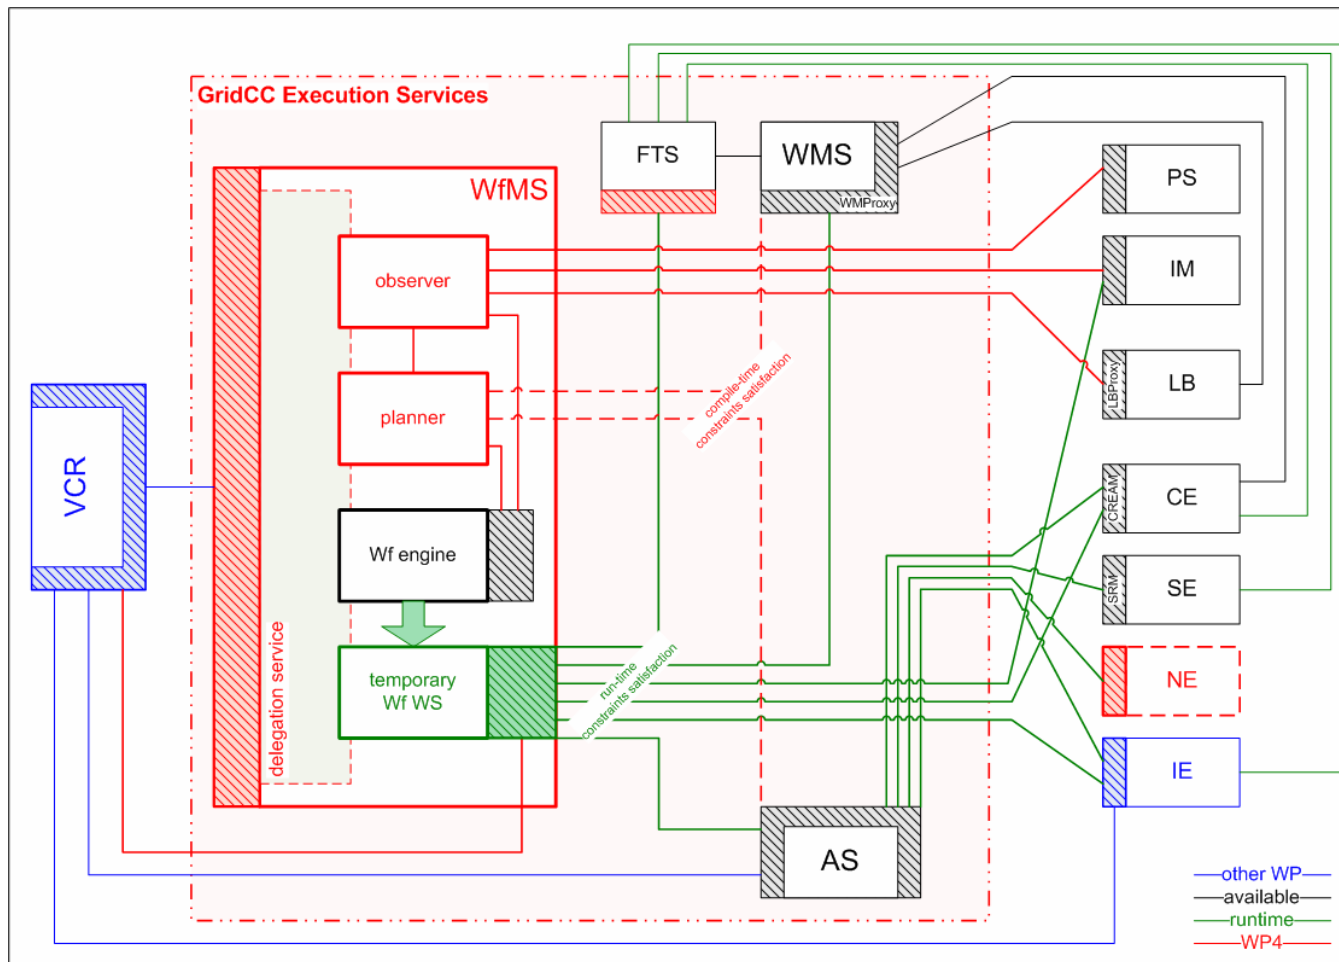 GridCC Execution Services
FTS
WMS
WMProxy
PS
WfMS
observer
IM
compile-time
constraints satisfaction
LBProxy
LB
planner
VCR
CREAM
CE
Wf engine
SRM
SE
delegation service
temporary
Wf WS
run-time
constraints satisfaction
NE
IE
AS
other WP
available
runtime
WP4